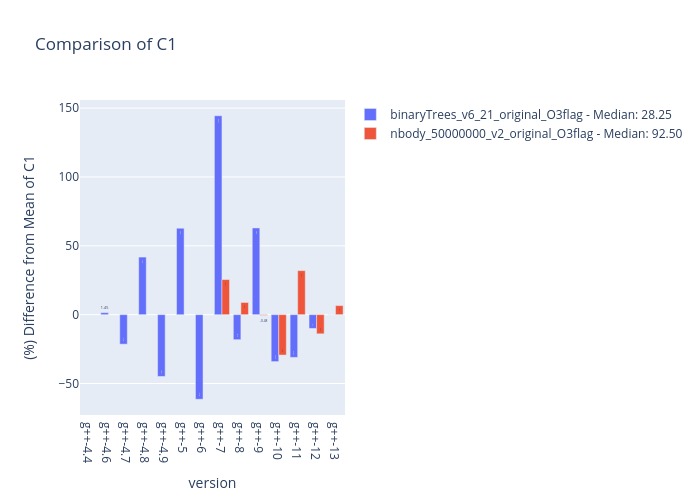 Comparison of C1
binaryTrees_v6_21_original_O3flag - Median: 28.25
nbody_50000000_v2_original_O3flag - Median: 92.50
(%) Difference from Mean of C1
150
100
50
0
−50
g++-4.4
g++-4.6
g++-4.7
g++-4.8
g++-4.9
g++-5
g++-6
g++-7
g++-8
g++-9
g++-10
g++-11
g++-12
g++-13
version